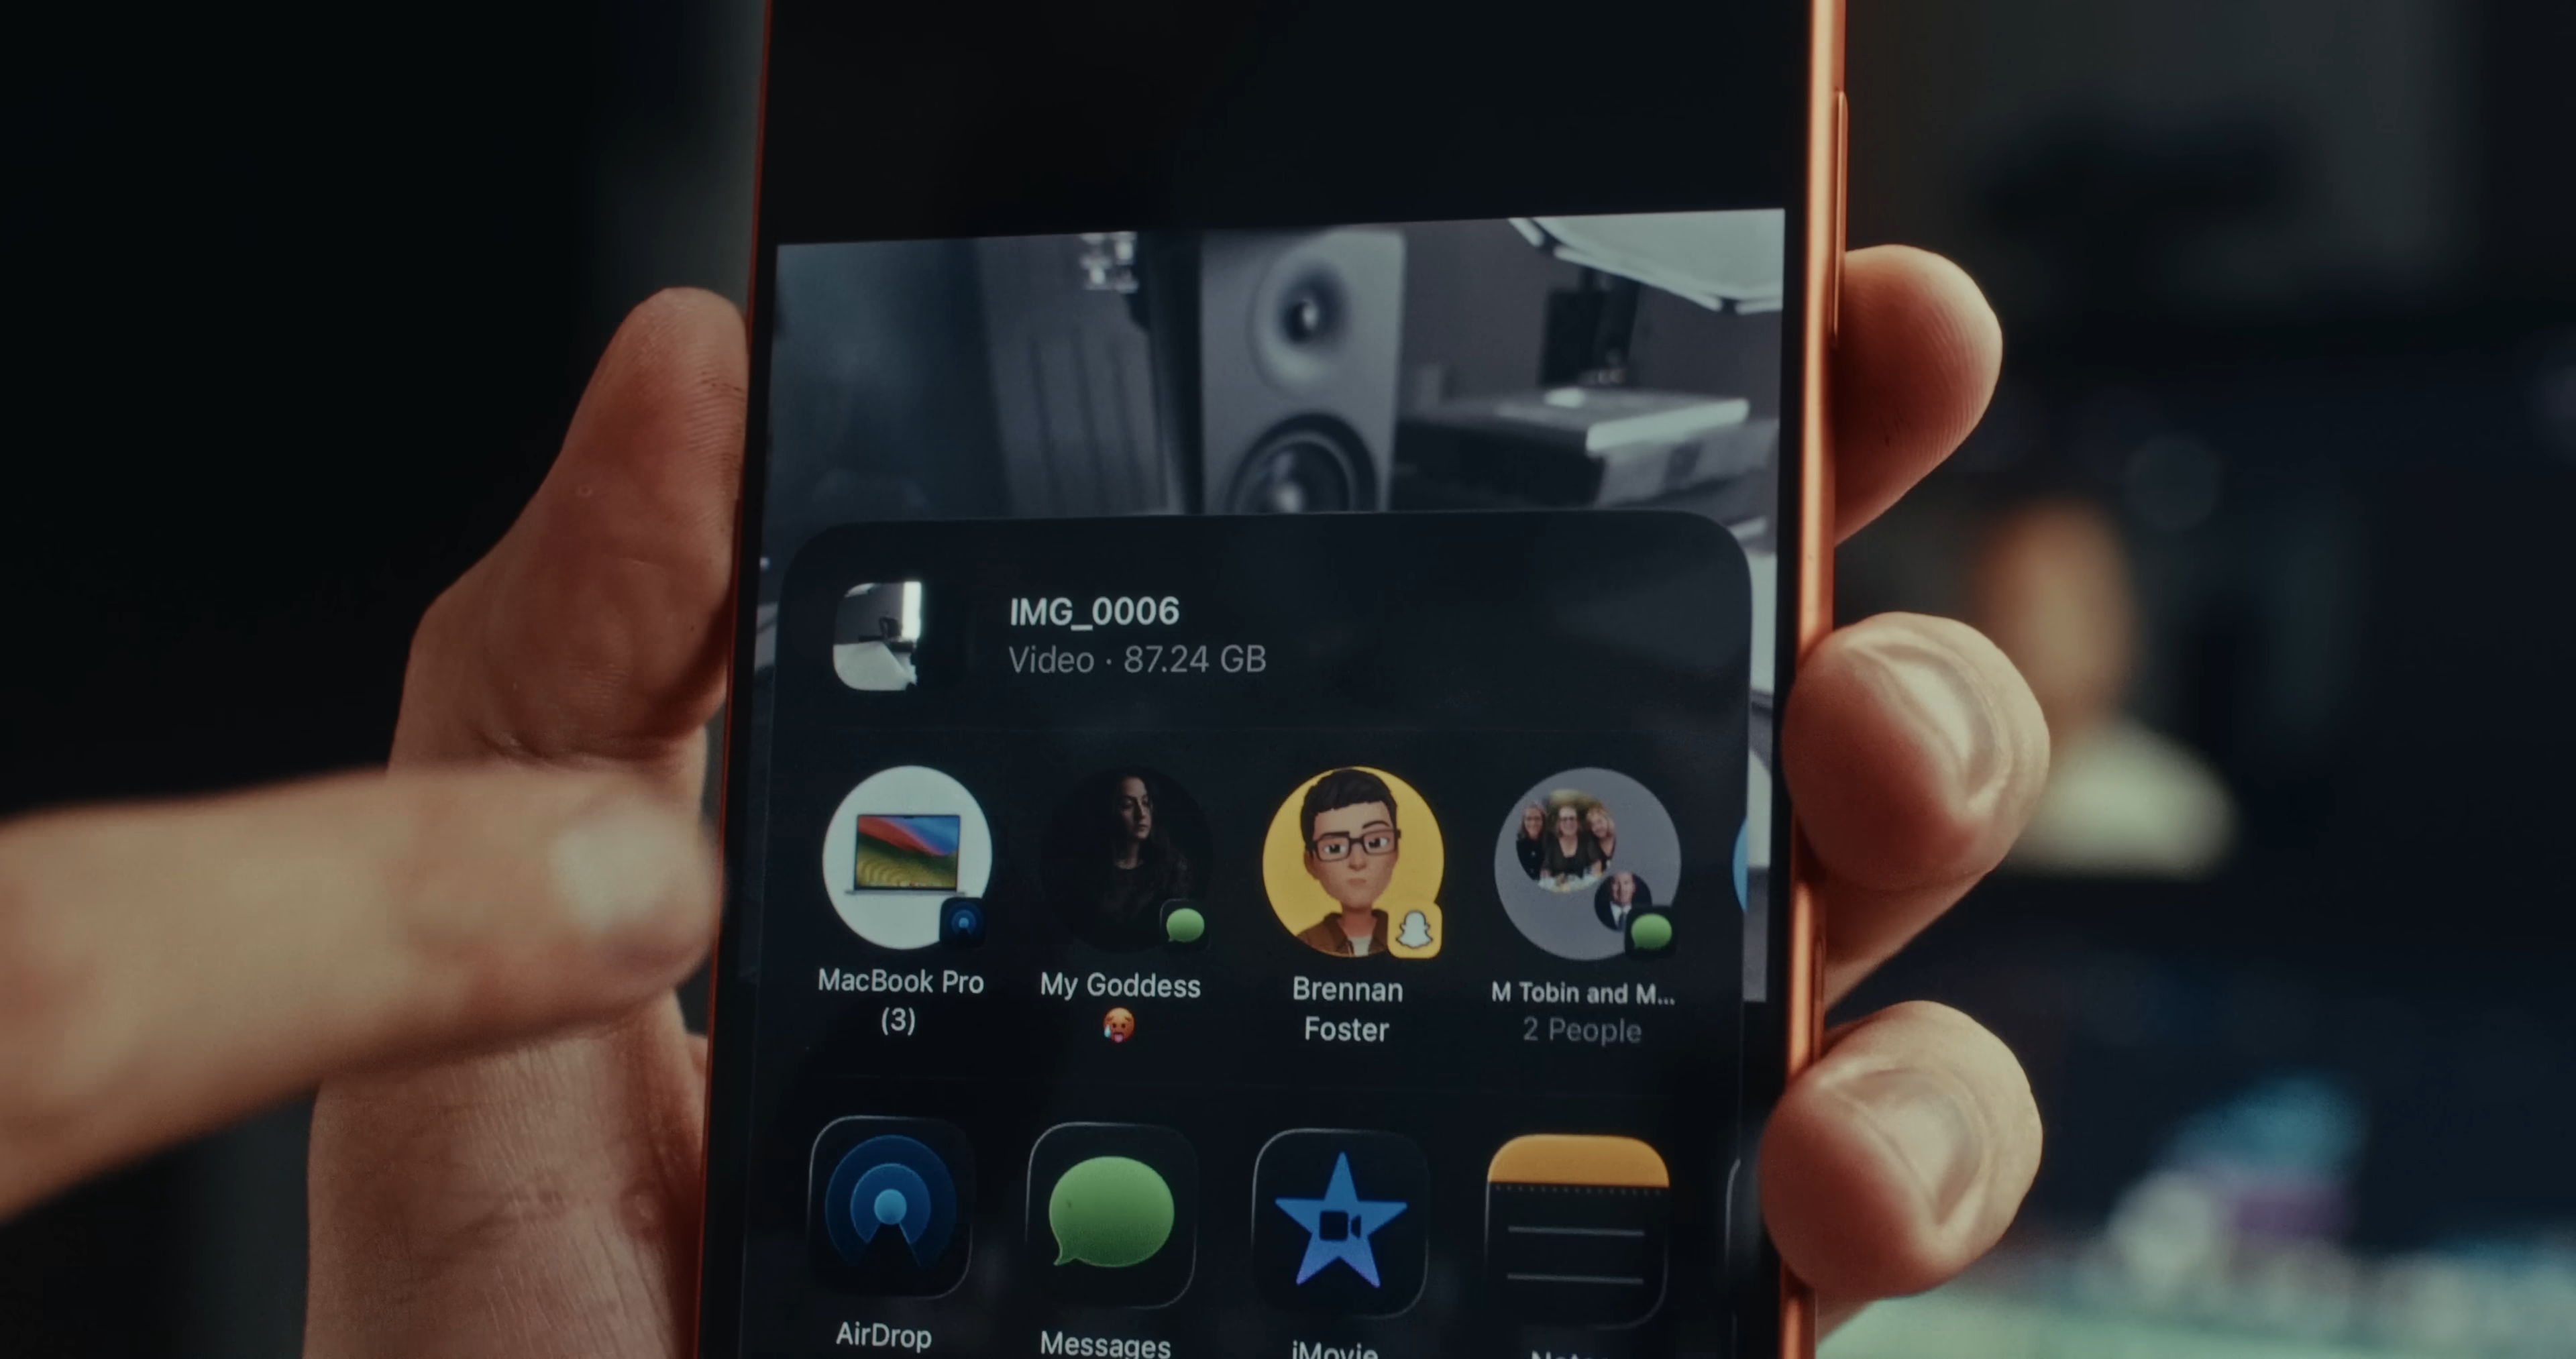 IMG_0006
Video · 87.24 GB
MacBook Pro
(3)
My Goddess
🥵
Brennan
Foster
M Tobin and M...
2 People
AirDrop
Messages
iMovie